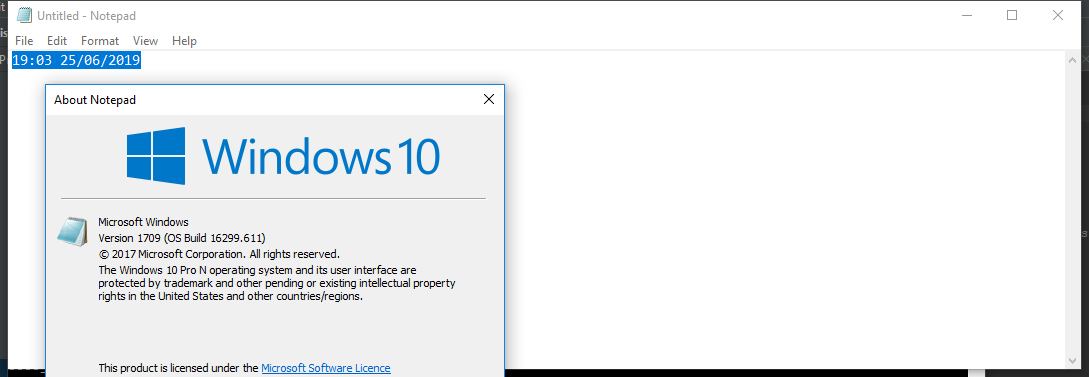 Untitled - Notepad
File Edit Format View Help
19:03 25/06/2019
About Notepad
Windows 10
Microsoft Windows
Version 1709 (OS Build 16299.611)
© 2017 Microsoft Corporation. All rights reserved.
The Windows 10 Pro N operating system and its user interface are
protected by trademark and other pending or existing intellectual property
rights in the United States and other countries/regions.
This product is licensed under the Microsoft Software Licence